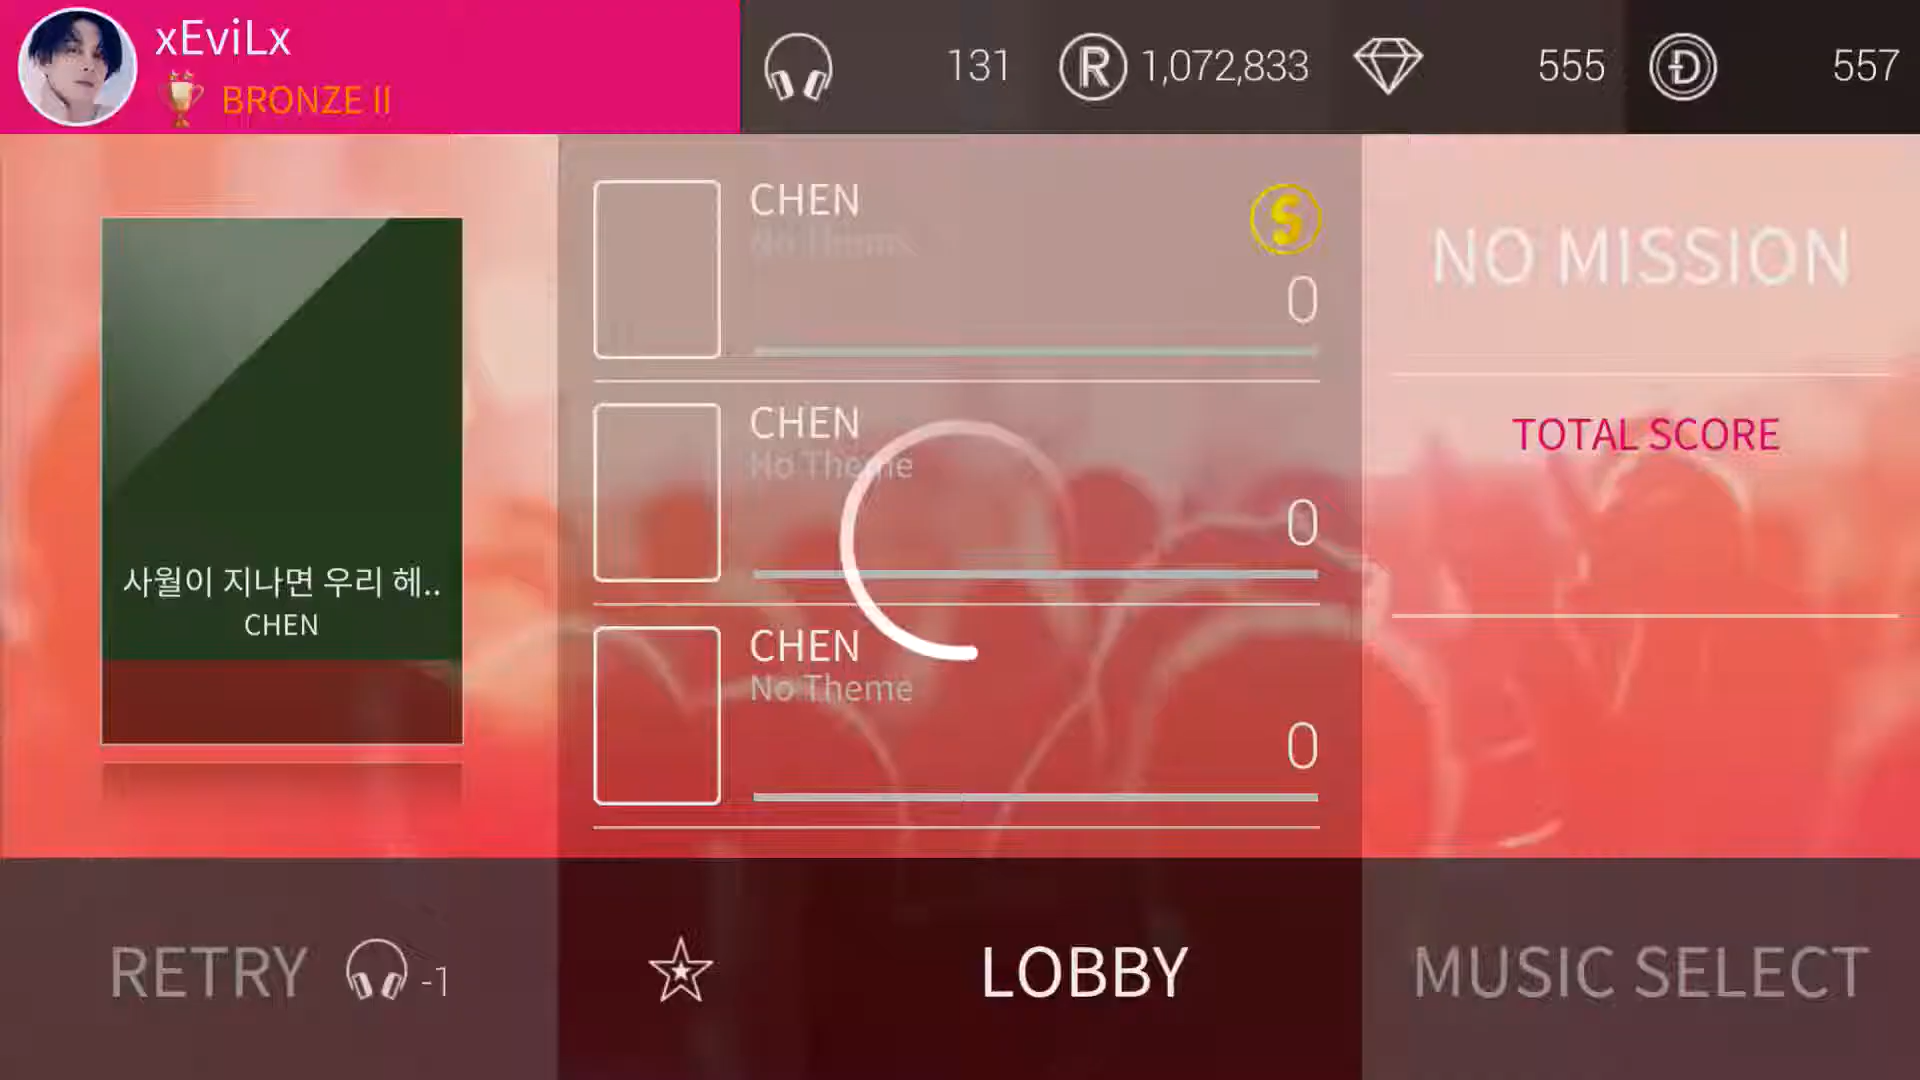 xEviLx
BRONZE II
131
R 1,072,833
555
557
사월이 지나면 우리 헤..
CHEN
CHEN
No Theme
S
0
CHEN
No Theme
0
CHEN
No Theme
0
NO MISSION
TOTAL SCORE
RETRY -1
LOBBY
MUSIC SELECT